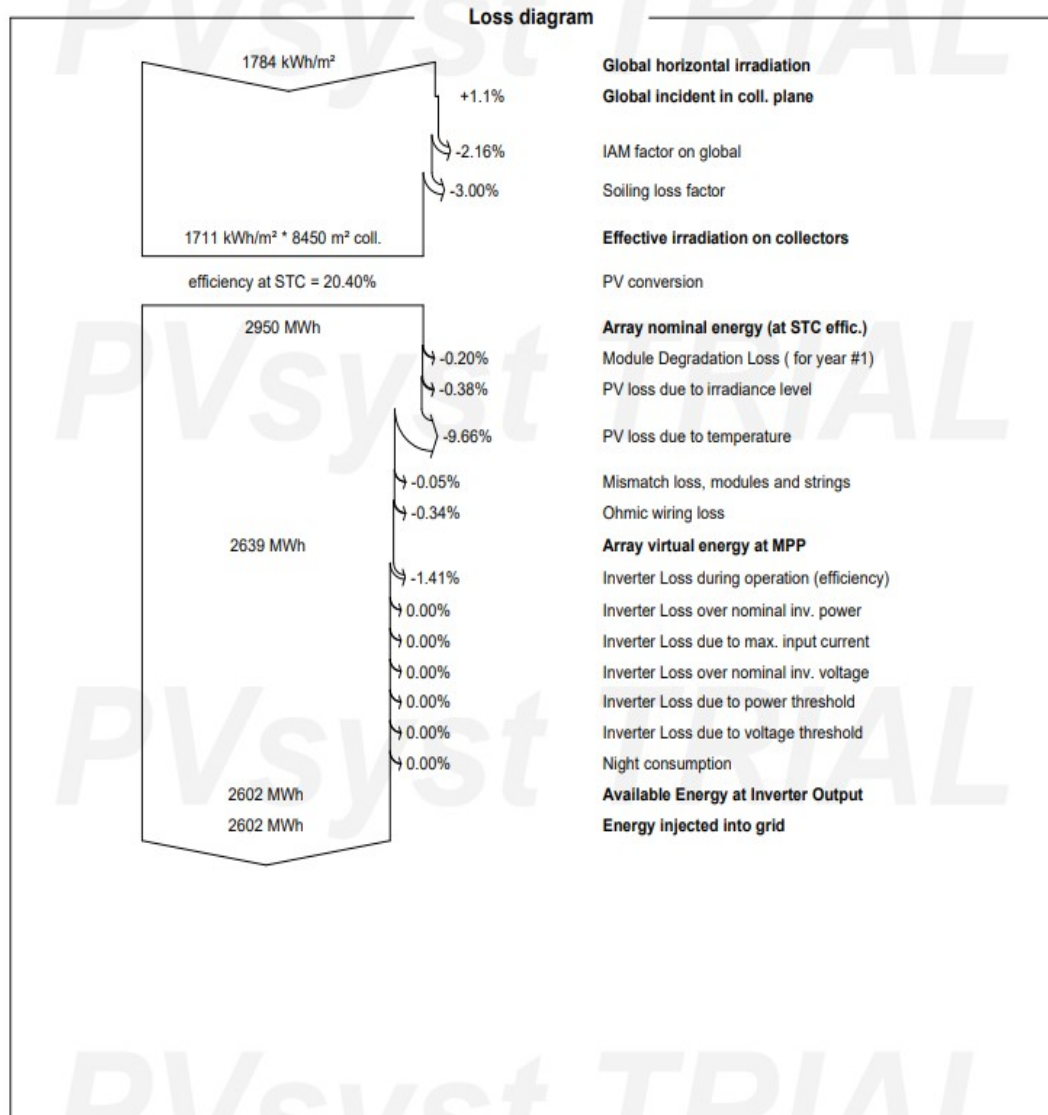 Loss diagram
1784 kWh/m² Global horizontal irradiation
+1.1% Global incident in coll. plane
-2.16% IAM factor on global
-3.00% Soiling loss factor
1711 kWh/m² * 8450 m² coll. Effective irradiation on collectors
efficiency at STC = 20.40% PV conversion
2950 MWh Array nominal energy (at STC effic.)
-0.20% Module Degradation Loss ( for year #1)
-0.38% PV loss due to irradiance level
-9.66% PV loss due to temperature
-0.05% Mismatch loss, modules and strings
-0.34% Ohmic wiring loss
2639 MWh Array virtual energy at MPP
-1.41% Inverter Loss during operation (efficiency)
0.00% Inverter Loss over nominal inv. power
0.00% Inverter Loss due to max. input current
0.00% Inverter Loss over nominal inv. voltage
0.00% Inverter Loss due to power threshold
0.00% Inverter Loss due to voltage threshold
0.00% Night consumption
2602 MWh Available Energy at Inverter Output
2602 MWh Energy injected into grid
PVsyst TRIAL
PVsyst TRIAL
PVsyst TRIAL
PVsyst TRIAL